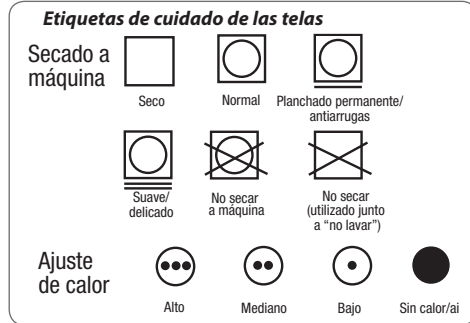 Etiquetas de cuidado de las telas
Secado a
máquina
Seco
Normal
Planchado permanente/
antiarrugas
Suave/
delicado
No secar
a máquina
No secar
(utilizado junto
a “no lavar”)
Ajuste
de calor
Alto
Mediano
Bajo
Sin calor/ai